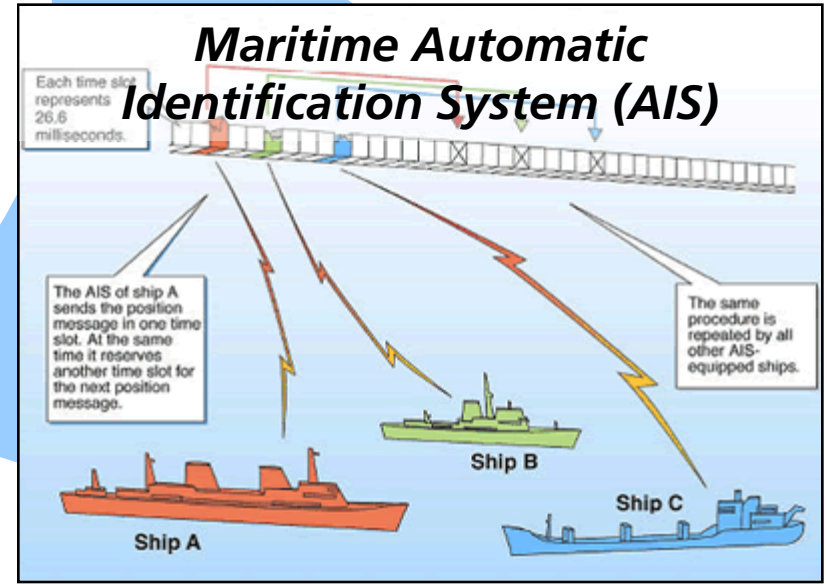 Maritime Automatic
Identification System (AIS)
Each time slot
represents
26.6
milliseconds.
The AIS of ship A
sends the position
message in one time
slot. At the same
time it reserves
another time slot for
the next position
message.
The same
procedure is
repeated by all
other AIS-
equipped ships.
Ship B
Ship C
Ship A